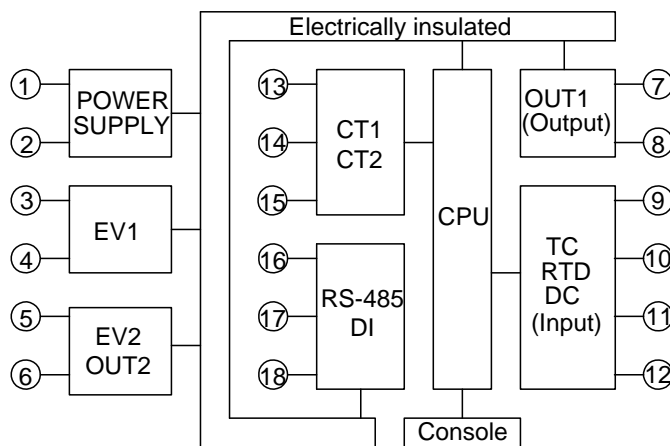 Electrically insulated
1
POWER
SUPPLY
2
3
EV1
4
5
EV2
OUT2
6
13
CT1
14
CT2
15
16
RS-485
17
DI
18
CPU
Console
7
OUT1
(Output)
8
9
TC
10
RTD
DC
11
(Input)
12